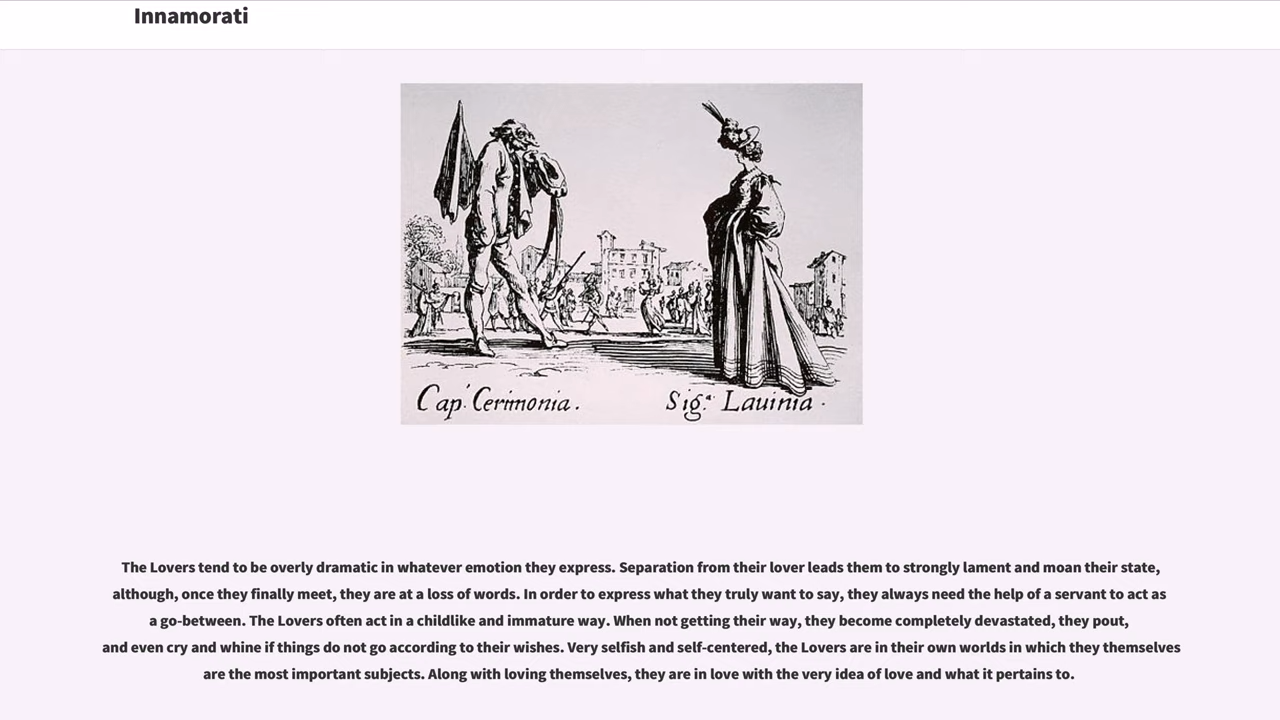 Innamorati
Cap. Cerimonia.
Sig.ª Lauinia.
The Lovers tend to be overly dramatic in whatever emotion they express. Separation from their lover leads them to strongly lament and moan their state,
although, once they finally meet, they are at a loss of words. In order to express what they truly want to say, they always need the help of a servant to act as
a go-between. The Lovers often act in a childlike and immature way. When not getting their way, they become completely devastated, they pout,
and even cry and whine if things do not go according to their wishes. Very selfish and self-centered, the Lovers are in their own worlds in which they themselves
are the most important subjects. Along with loving themselves, they are in love with the very idea of love and what it pertains to.